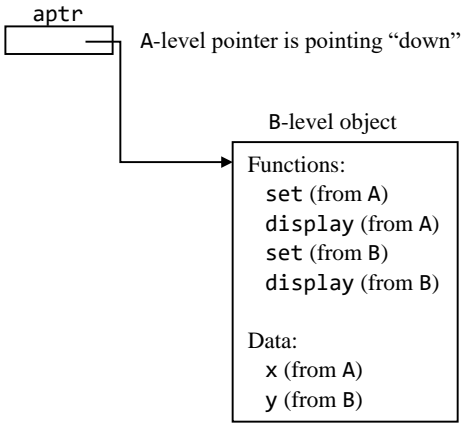 aptr
A-level pointer is pointing “down”
B-level object
Functions:
set (from A)
display (from A)
set (from B)
display (from B)
Data:
x (from A)
y (from B)